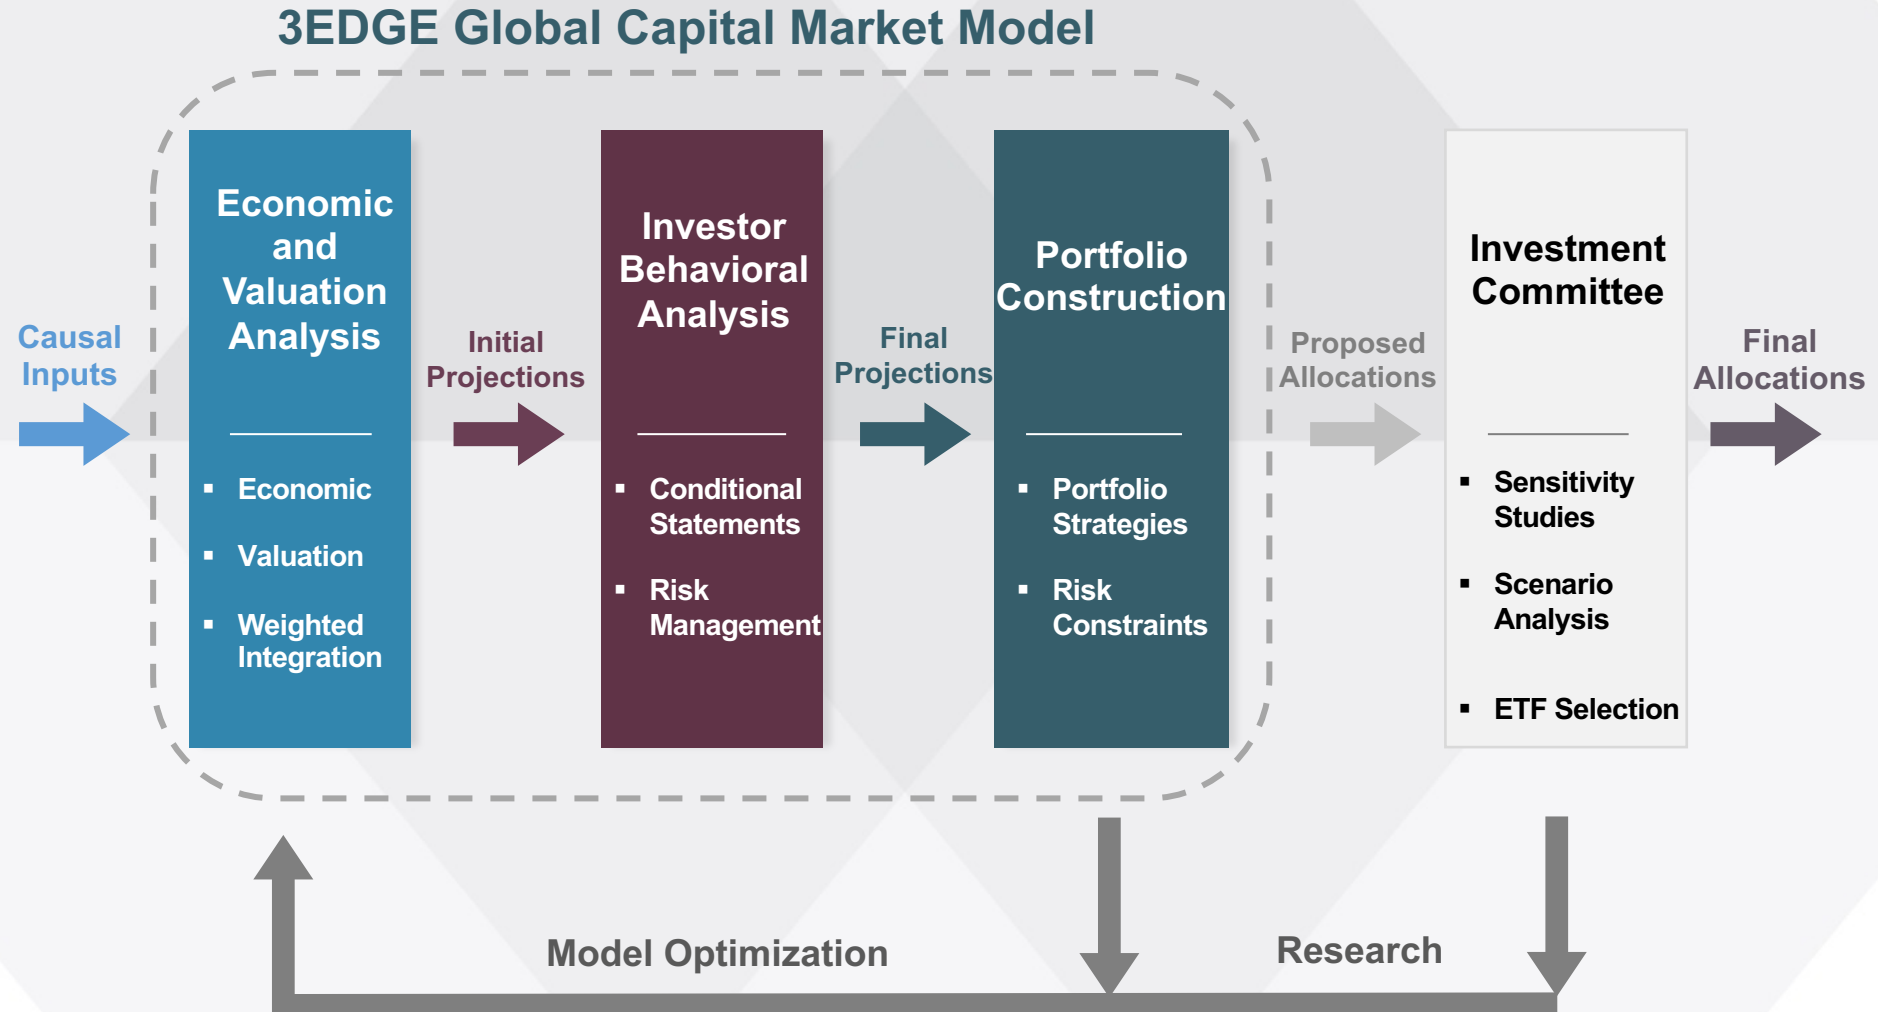 3EDGE Global Capital Market Model
Causal
Inputs
Economic
and
Valuation
Analysis
▪ Economic
▪ Valuation
▪ Weighted
Integration
Initial
Projections
Investor
Behavioral
Analysis
▪ Conditional
Statements
▪ Risk
Management
Final
Projections
Portfolio
Construction
▪ Portfolio
Strategies
▪ Risk
Constraints
Proposed
Allocations
Investment
Committee
▪ Sensitivity
Studies
▪ Scenario
Analysis
▪ ETF Selection
Final
Allocations
Model Optimization
Research